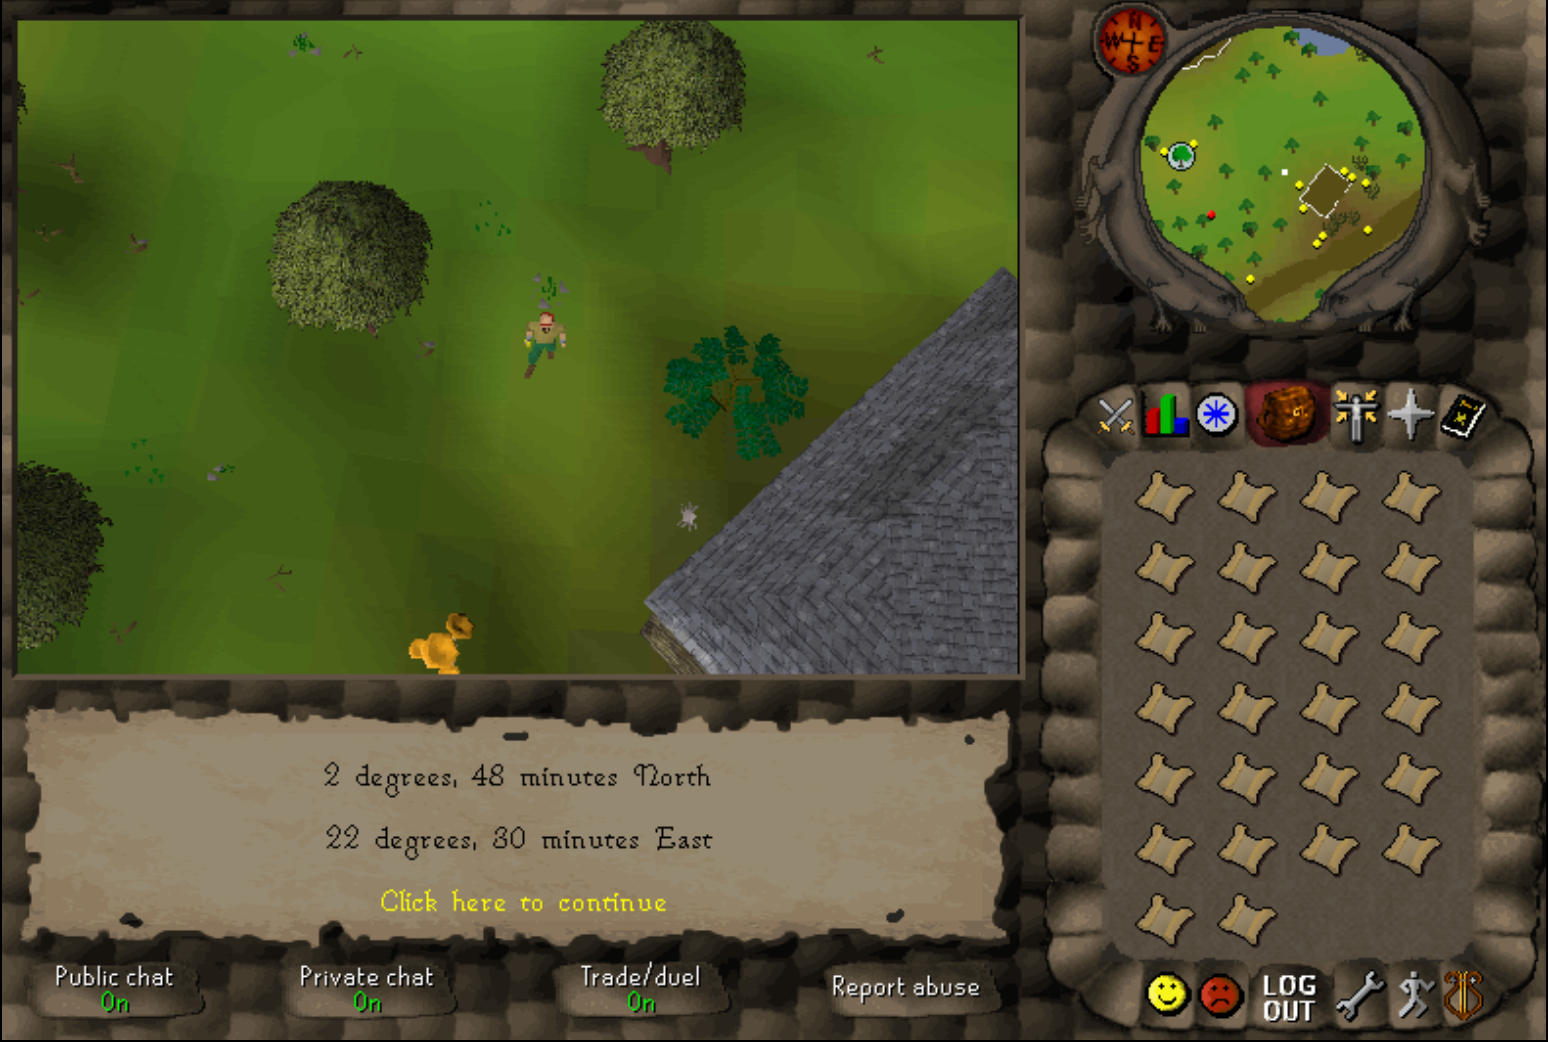 N
W E
S
2 degrees, 48 minutes North
22 degrees, 30 minutes East
Click here to continue
Public chat
On
Private chat
On
Trade/duel
On
Report abuse
LOG
OUT